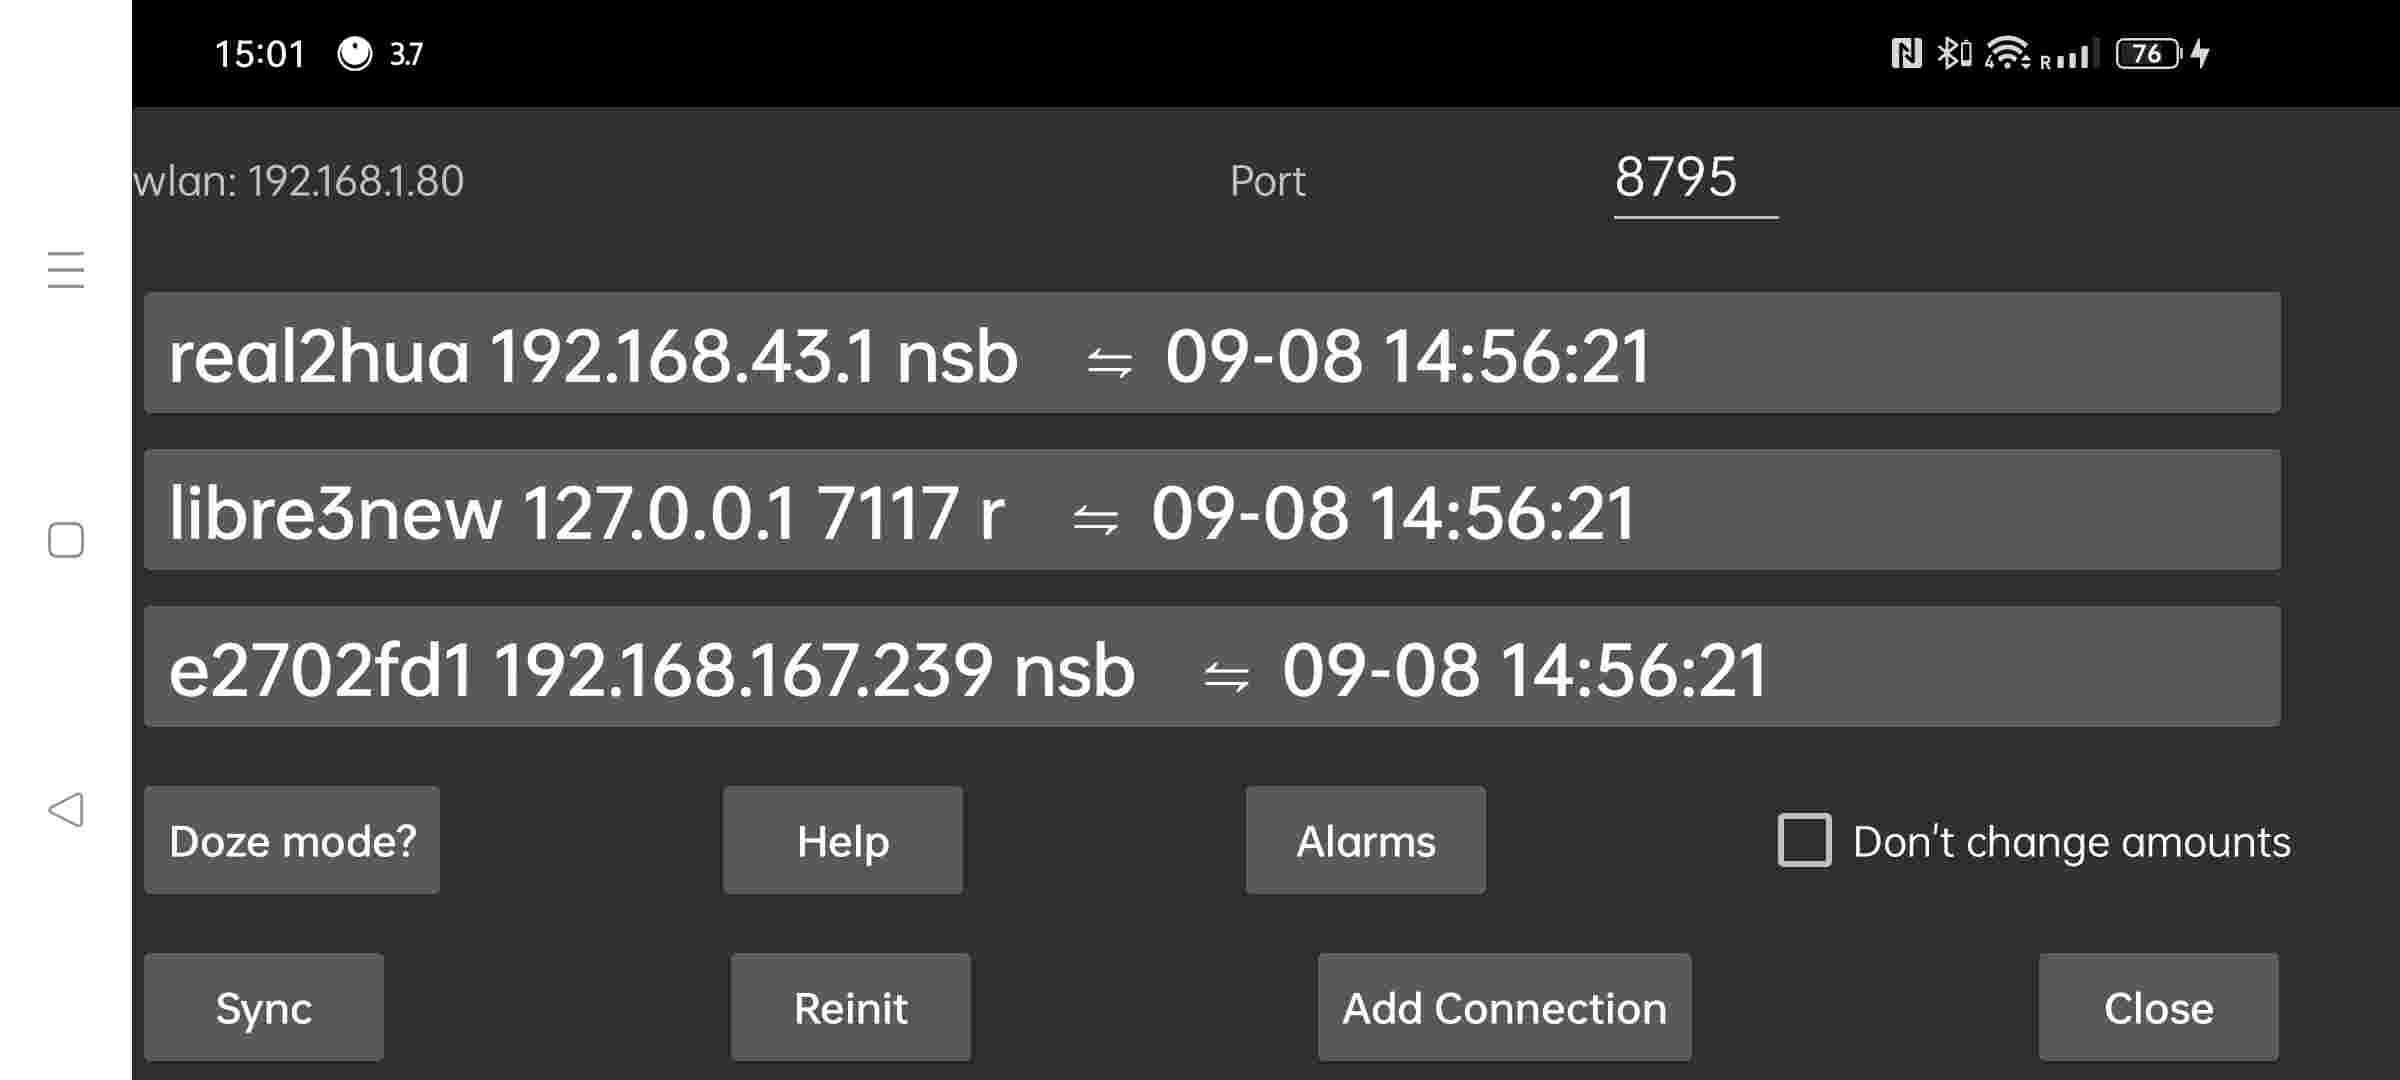 15:01 3.7 R 76
wlan: 192.168.1.80 Port 8795
real2hua 192.168.43.1 nsb ⇋ 09-08 14:56:21
libre3new 127.0.0.1 7117 r ⇋ 09-08 14:56:21
e2702fd1 192.168.167.239 nsb ⇋ 09-08 14:56:21
Doze mode? Help Alarms Don't change amounts
Sync Reinit Add Connection Close